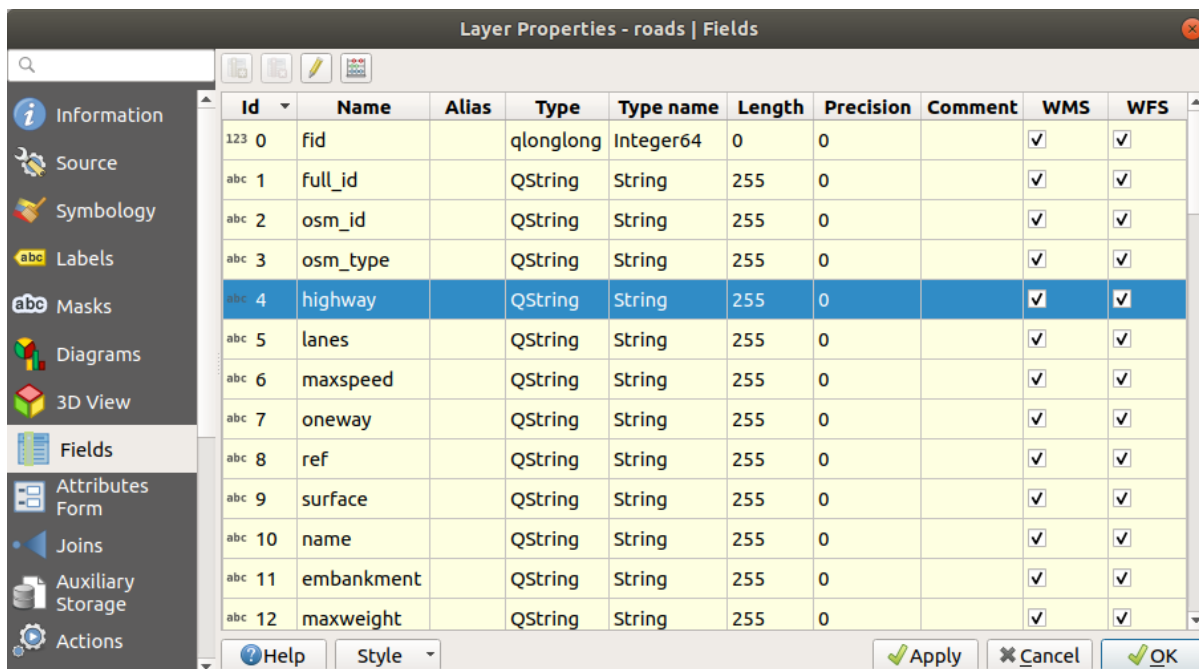 Layer Properties - roads | Fields
Information
Source
Symbology
abc Labels
abc Masks
Diagrams
3D View
Fields
Attributes
Form
Joins
Auxiliary
Storage
Actions
Id Name Alias Type Type name Length Precision Comment WMS WFS
123 0 fid qlonglong Integer64 0 0
abc 1 full_id QString String 255 0
abc 2 osm_id QString String 255 0
abc 3 osm_type QString String 255 0
abc 4 highway QString String 255 0
abc 5 lanes QString String 255 0
abc 6 maxspeed QString String 255 0
abc 7 oneway QString String 255 0
abc 8 ref QString String 255 0
abc 9 surface QString String 255 0
abc 10 name QString String 255 0
abc 11 embankment QString String 255 0
abc 12 maxweight QString String 255 0
Help Style Apply Cancel OK